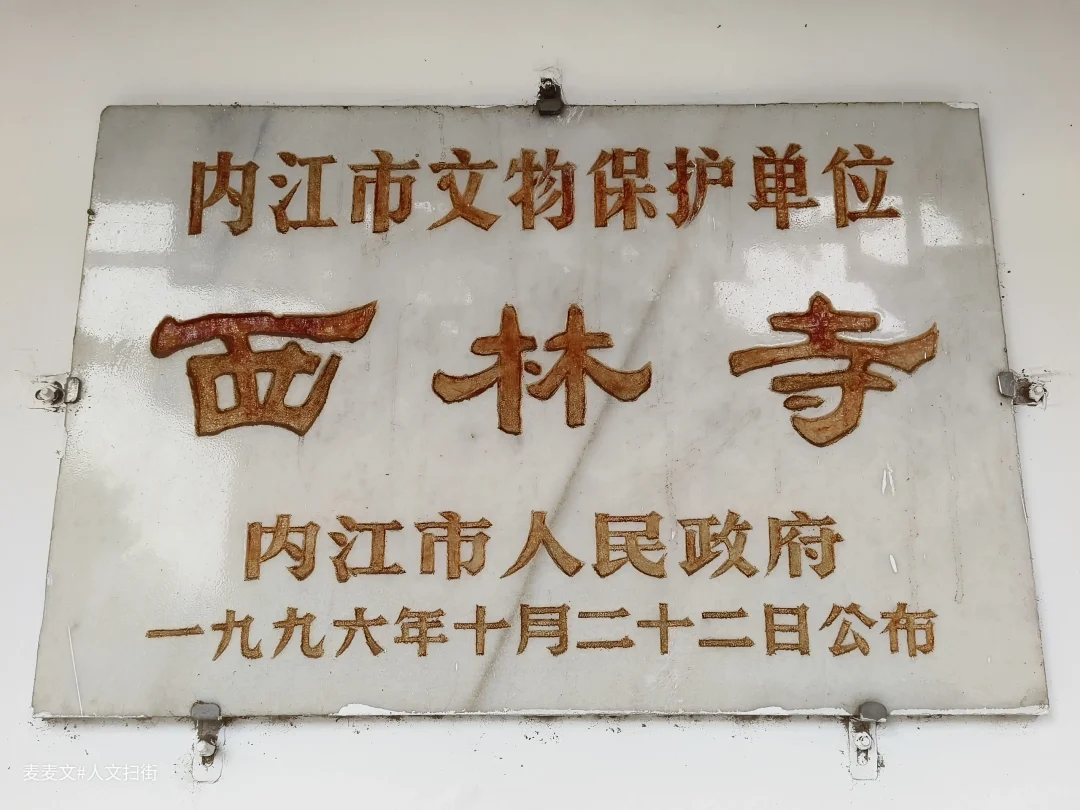 内江市文物保护单位
西林寺
内江市人民政府
一九九六年十月二十二日公布
麦麦文#人文扫街